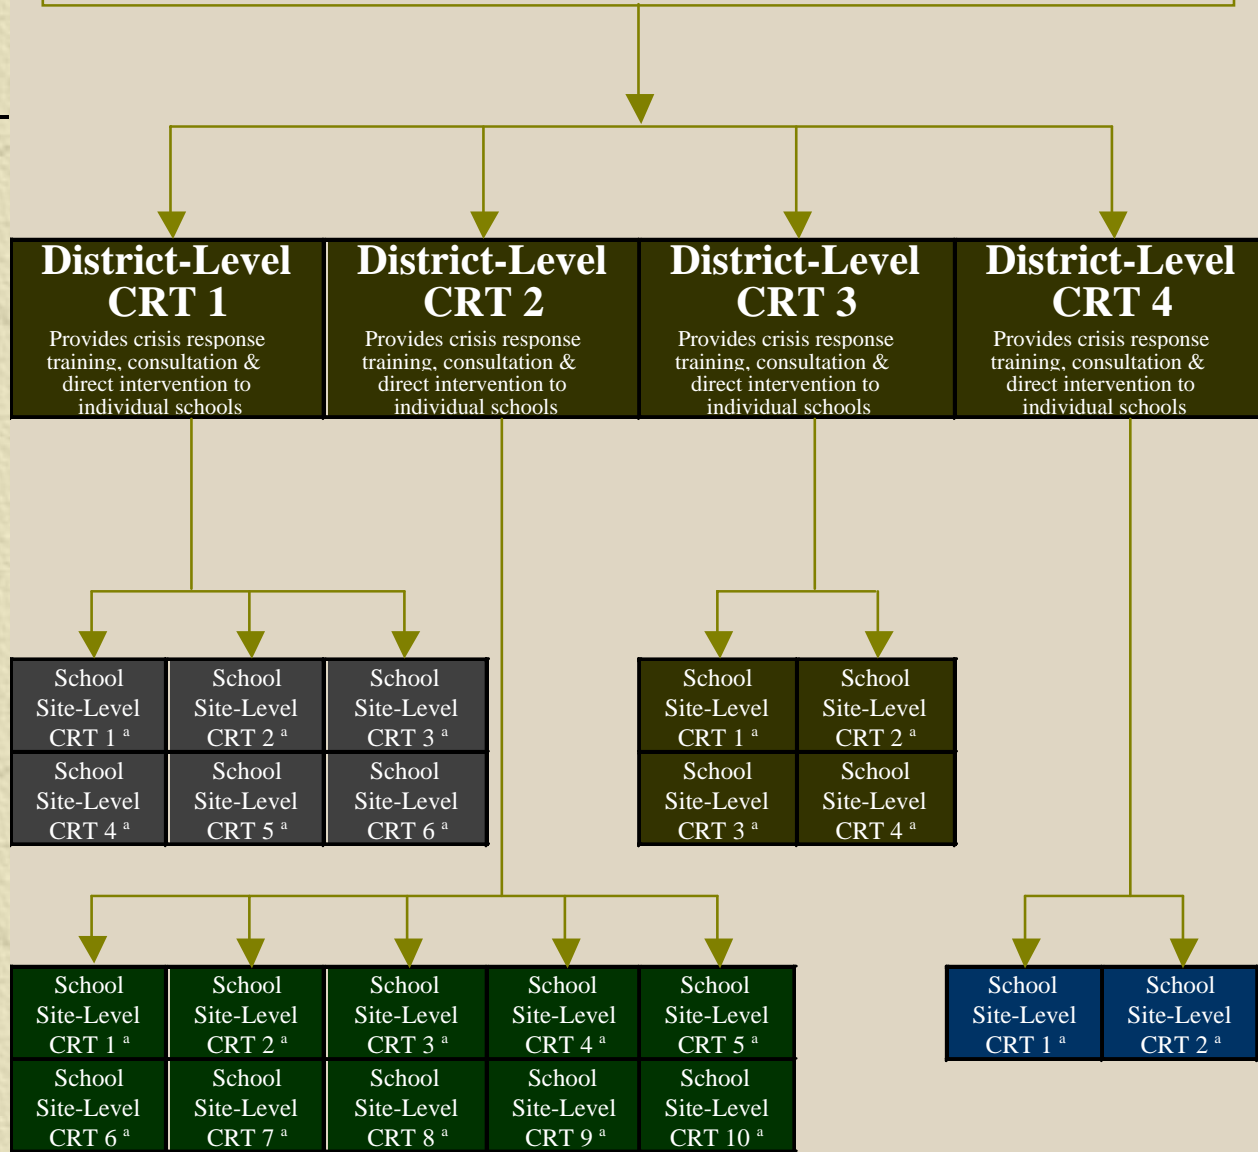 District-Level
CRT 1
Provides crisis response
training, consultation &
direct intervention to
individual schools
District-Level
CRT 2
Provides crisis response
training, consultation &
direct intervention to
individual schools
District-Level
CRT 3
Provides crisis response
training, consultation &
direct intervention to
individual schools
District-Level
CRT 4
Provides crisis response
training, consultation &
direct intervention to
individual schools
School
Site-Level
CRT 1 ª
School
Site-Level
CRT 2 ª
School
Site-Level
CRT 3 ª
School
Site-Level
CRT 4 ª
School
Site-Level
CRT 5 ª
School
Site-Level
CRT 6 ª
School
Site-Level
CRT 1 ª
School
Site-Level
CRT 2 ª
School
Site-Level
CRT 3 ª
School
Site-Level
CRT 4 ª
School
Site-Level
CRT 1 ª
School
Site-Level
CRT 2 ª
School
Site-Level
CRT 3 ª
School
Site-Level
CRT 4 ª
School
Site-Level
CRT 5 ª
School
Site-Level
CRT 6 ª
School
Site-Level
CRT 7 ª
School
Site-Level
CRT 8 ª
School
Site-Level
CRT 9 ª
School
Site-Level
CRT 10 ª
School
Site-Level
CRT 1 ª
School
Site-Level
CRT 2 ª